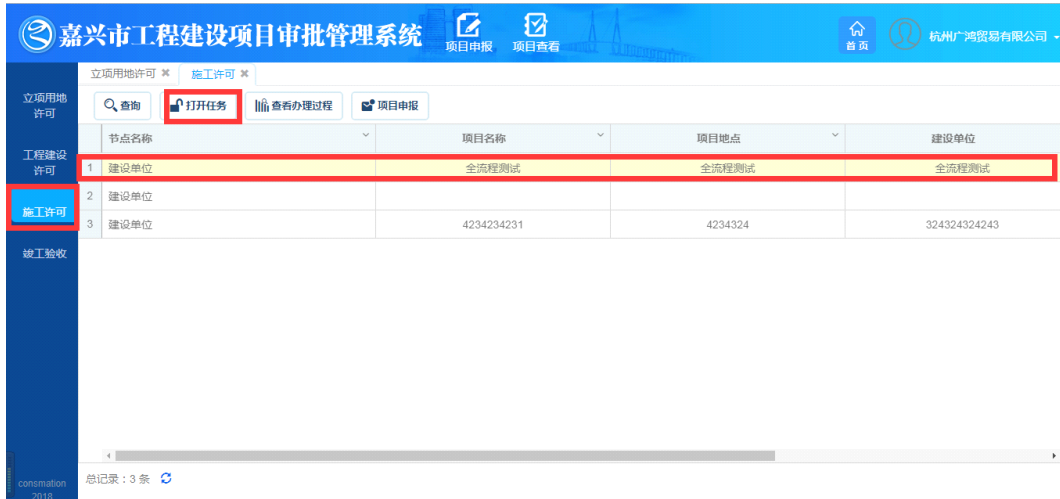 嘉兴市工程建设项目审批管理系统
项目申报 项目查看
首页 杭州广鸿贸易有限公司
立项用地许可 施工许可
立项用地
许可
工程建设
许可
施工许可
竣工验收
查询 打开任务 查看办理过程 项目申报
节点名称 项目名称 项目地点 建设单位
1 建设单位 全流程测试 全流程测试 全流程测试
2 建设单位
3 建设单位 4234234231 4234324 324324324243
总记录：3 条
consmation
2018